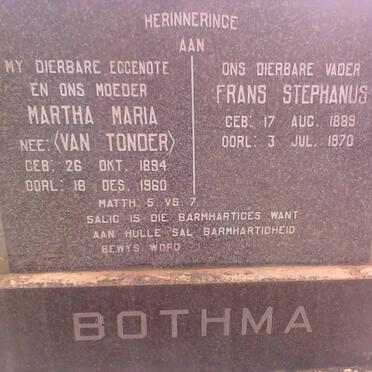 HERINNERINGE
AAN
MY DIERBARE EGGENOTE
EN ONS MOEDER
MARTHA MARIA
NEE: (VAN TONDER)
GEB: 26 OKT. 1894
OORL: 18 DES. 1960
ONS DIERBARE VADER
FRANS STEPHANUS
GEB: 17 AUG. 1889
OORL: 3 JUL. 1970
MATTH: 5 VS. 7
SALIG IS DIE BARMHARTIGES WANT
AAN HULLE SAL BARMHARTIGHEID
BEWYS WORD
BOTHMA